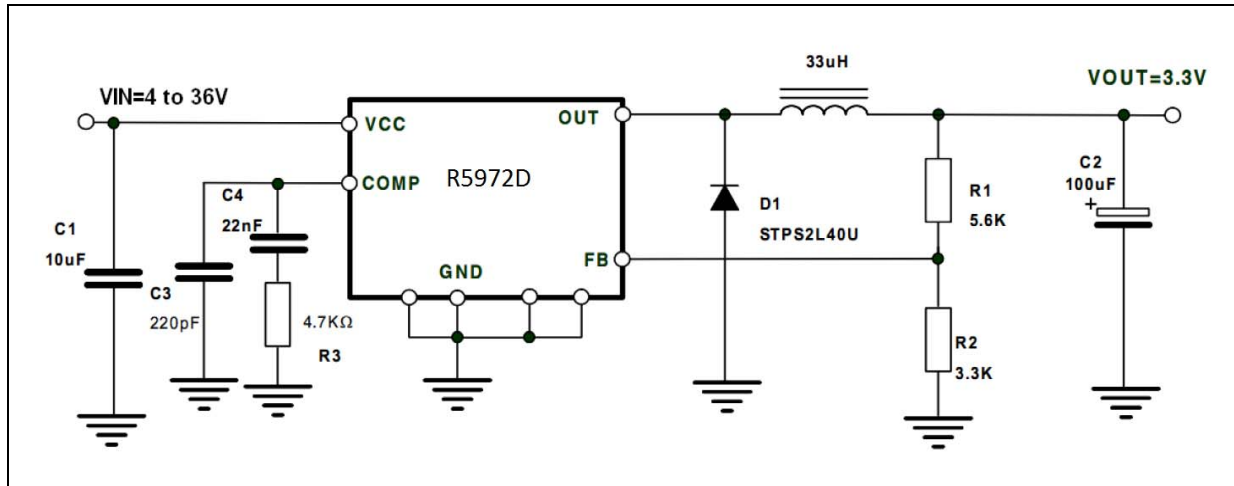 33uH
VOUT=3.3V
VIN=4 to 36V
VCC
OUT
COMP
R5972D
C4
22nF
C2
100uF
+
R1
5.6K
D1
STPS2L40U
C1
10uF
FB
GND
C3
220pF
4.7KΩ
R3
R2
3.3K